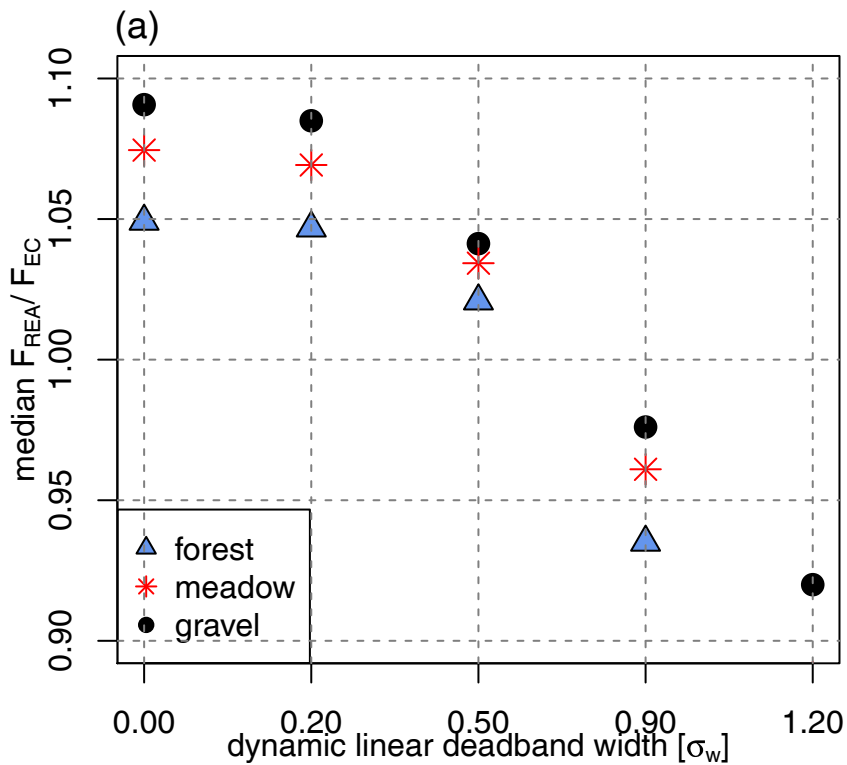 (a)
median F_REA / F_EC
1.10
1.05
1.00
0.95
0.90
forest
meadow
gravel
0.00 0.20 0.50 0.90 1.20
dynamic linear deadband width [σ_w]